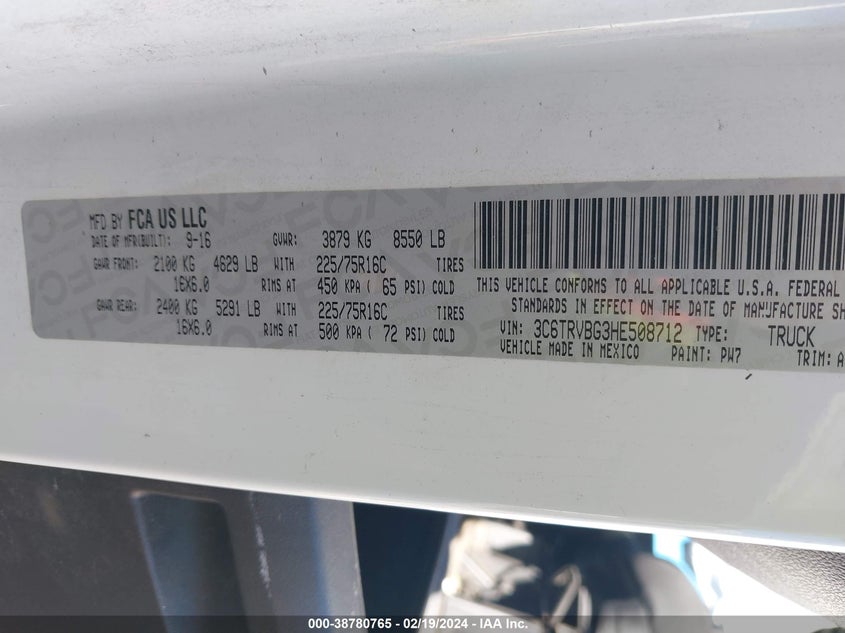 MFD BY FCA US LLC
DATE OF MFR(BUILT): 9-16 GVWR: 3879 KG 8550 LB
GAWR FRONT: 2100 KG 4629 LB WITH 225/75R16C TIRES
16X6.0 RIMS AT 450 KPA ( 65 PSI) COLD
GAWR REAR: 2400 KG 5291 LB WITH 225/75R16C TIRES
16X6.0 RIMS AT 500 KPA ( 72 PSI) COLD
THIS VEHICLE CONFORMS TO ALL APPLICABLE U.S.A. FEDERAL
STANDARDS IN EFFECT ON THE DATE OF MANUFACTURE SH
VIN: 3C6TRVBG3HE508712 TYPE: TRUCK
VEHICLE MADE IN MEXICO PAINT: PW7 TRIM: A
000-38780765 - 02/19/2024 - IAA Inc.